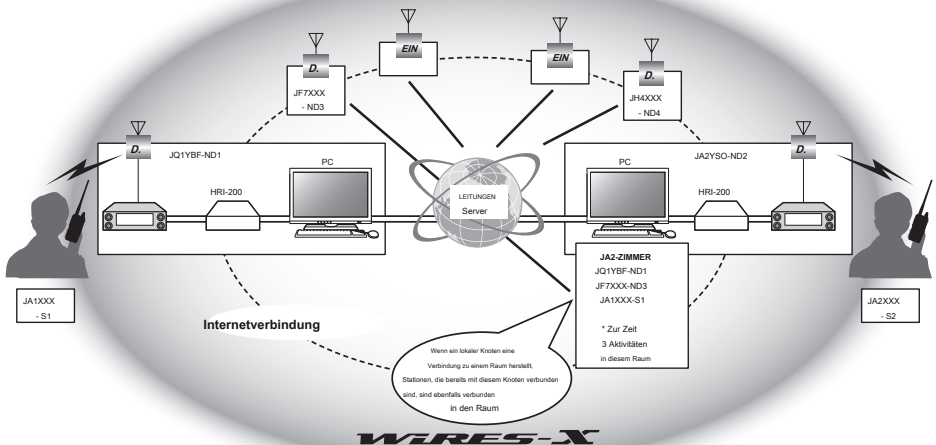 EIN
EIN
D.
D.
JF7XXX
- ND3
JH4XXX
- ND4
D.
JQ1YBF-ND1
PC
HRI-200
LEITUNGEN
Server
PC
JA2YSO-ND2
HRI-200
D.
JA1XXX
- S1
JA2XXX
- S2
JA2-ZIMMER
JQ1YBF-ND1
JF7XXX-ND3
JA1XXX-S1
* Zur Zeit
3 Aktivitäten
in diesem Raum
Internetverbindung
Wenn ein lokaler Knoten eine
Verbindung zu einem Raum herstellt,
Stationen, die bereits mit diesem Knoten verbunden
sind, sind ebenfalls verbunden
in den Raum
WiRES-X